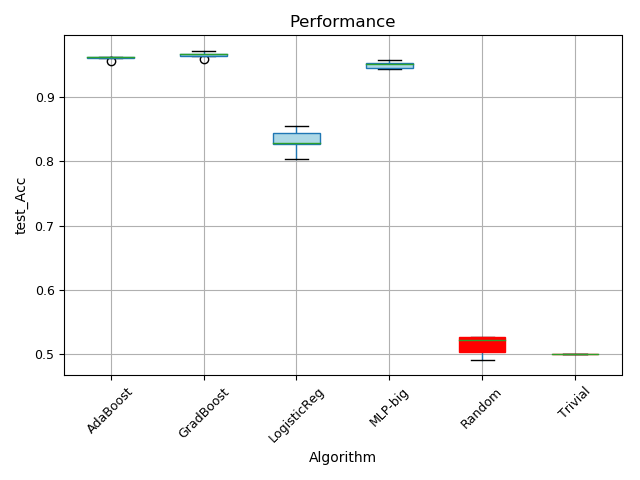 Performance
test_Acc
0.9
0.8
0.7
0.6
0.5
AdaBoost
GradBoost
LogisticReg
MLP-big
Random
Trivial
Algorithm